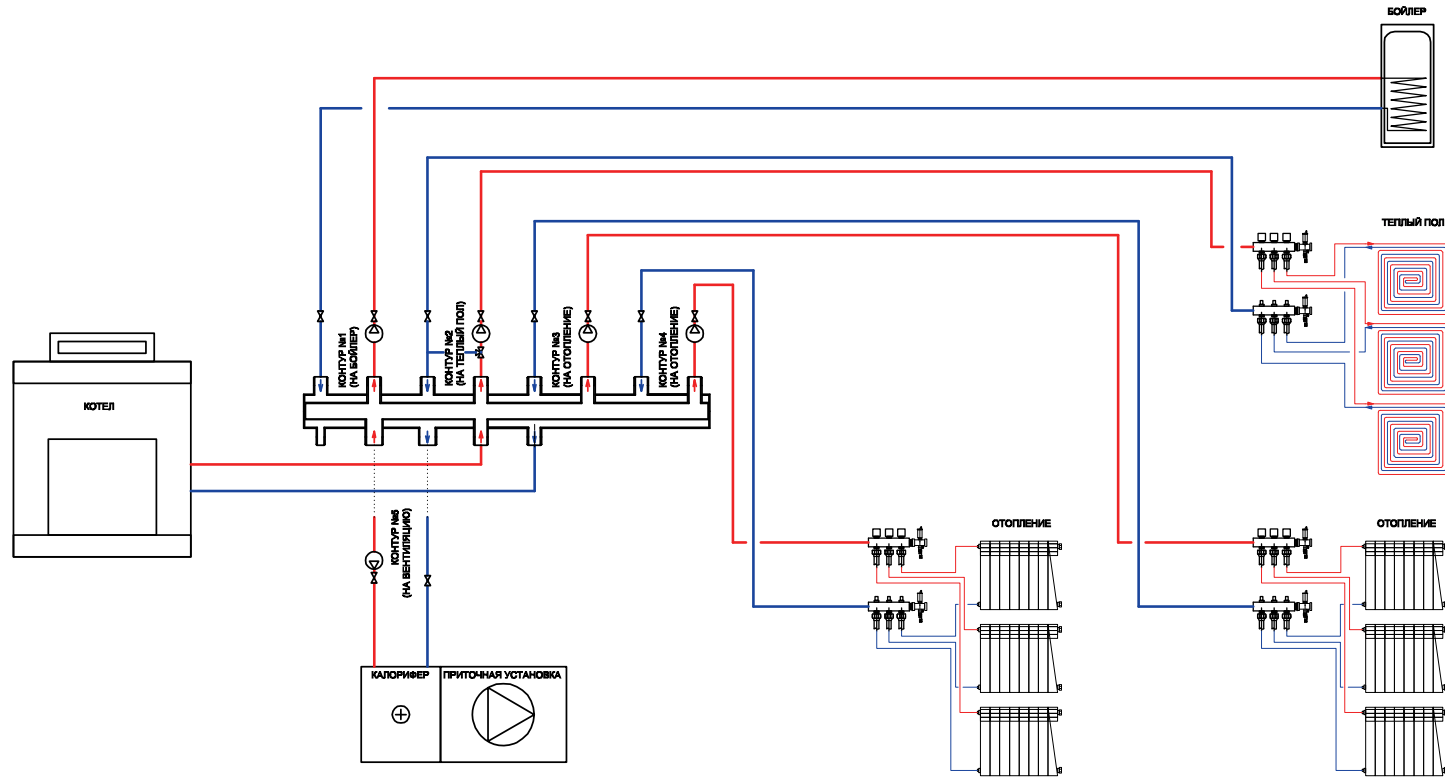 БОЙЛЕР
ТЕПЛЫЙ ПОЛ
КОНТУР №1
(НА БОЙЛЕР)
КОНТУР №2
(НА ТЕПЛЫЙ ПОЛ)
КОНТУР №3
(НА ОТОПЛЕНИЕ)
КОНТУР №4
(НА ОТОПЛЕНИЕ)
КОТЕЛ
КОНТУР №5
(НА ВЕНТИЛЯЦИЮ)
ОТОПЛЕНИЕ
ОТОПЛЕНИЕ
КАЛОРИФЕР
ПРИТОЧНАЯ УСТАНОВКА